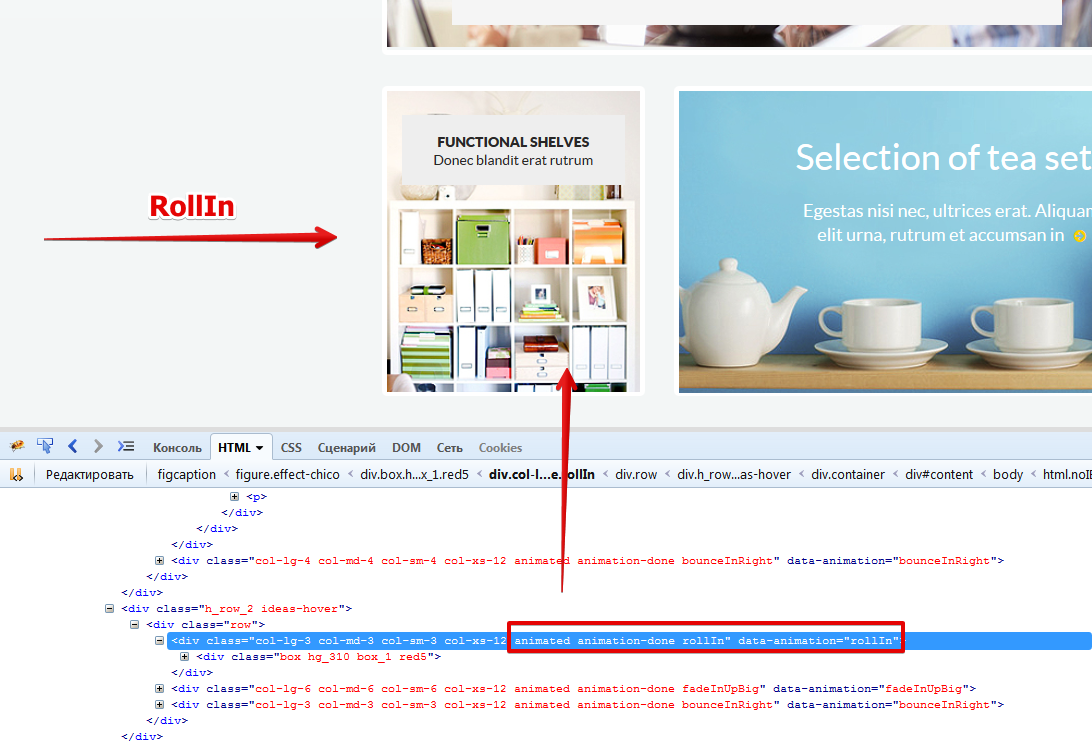 FUNCTIONAL SHELVES
Donec blandit erat rutrum
Selection of tea set
Egestas nisi nec, ultrices erat. Aliquam
elit urna, rutrum et accumsan in
RollIn
Консоль HTML CSS Сценарий DOM Сеть Cookies
Редактировать figcaption < figure.effect-chico < div.box.h...x_1.red5 < div.col-l...e.rollIn < div.row < div.h_row...as-hover < div.container < div#content < body < html.noIE
<p>
</div>
</div>
</div>
<div class="col-lg-4 col-md-4 col-sm-4 col-xs-12 animated animation-done bounceInRight" data-animation="bounceInRight">
</div>
</div>
<div class="h_row_2 ideas-hover">
<div class="row">
<div class="col-lg-3 col-md-3 col-sm-3 col-xs-12 animated animation-done rollIn" data-animation="rollIn">
<div class="box hg_310 box_1 red5">
</div>
<div class="col-lg-6 col-md-6 col-sm-6 col-xs-12 animated animation-done fadeInUpBig" data-animation="fadeInUpBig">
<div class="col-lg-3 col-md-3 col-sm-3 col-xs-12 animated animation-done bounceInRight" data-animation="bounceInRight">
</div>
</div>